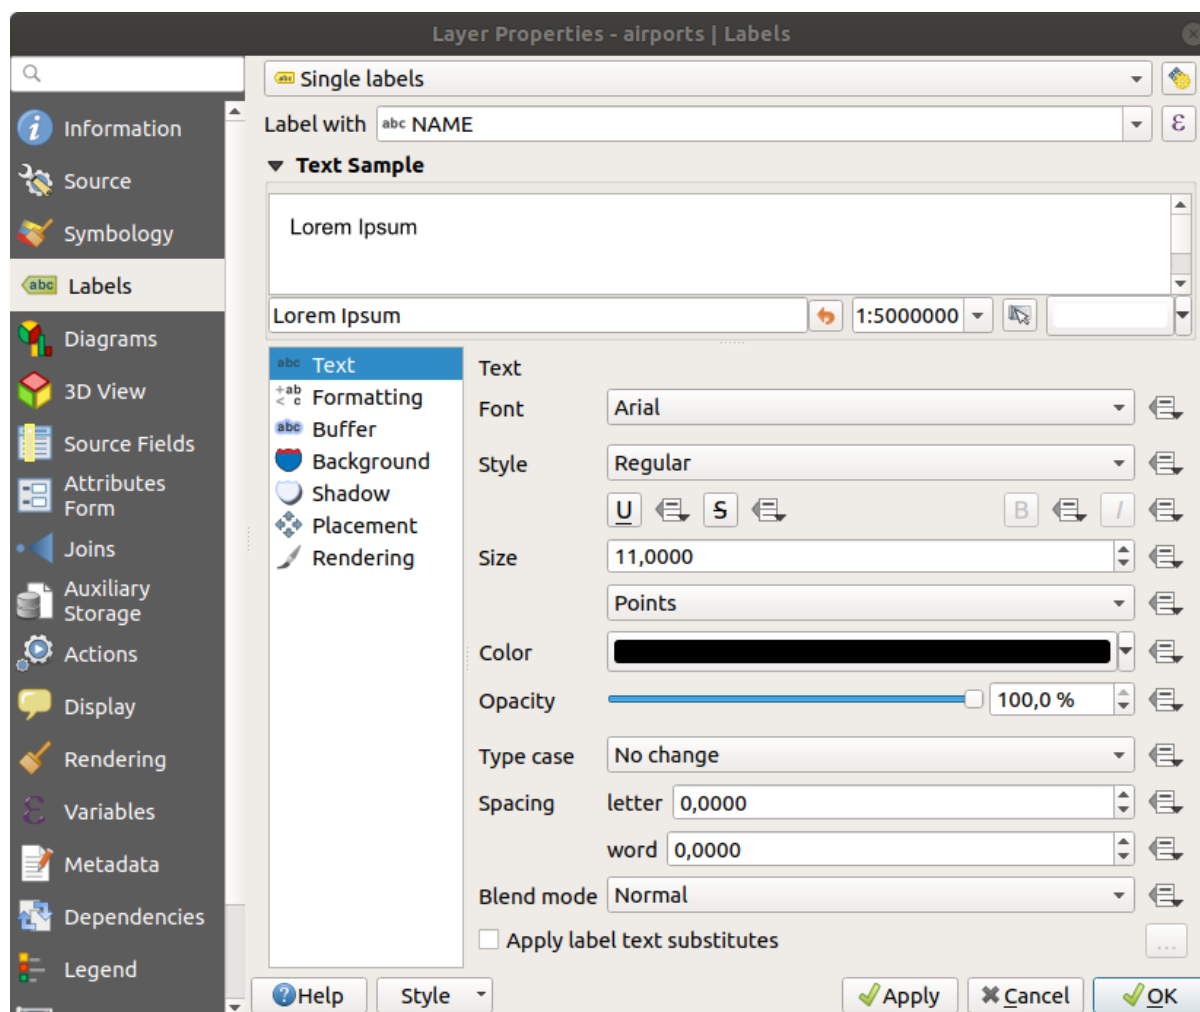 Layer Properties - airports | Labels
Single labels
Label with abc NAME
Text Sample
Lorem Ipsum
Lorem Ipsum 1:5000000
Information
Source
Symbology
abc Labels
Diagrams
3D View
Source Fields
Attributes
Form
Joins
Auxiliary
Storage
Actions
Display
Rendering
Variables
Metadata
Dependencies
Legend
abc Text
+ab
< c Formatting
abc Buffer
Background
Shadow
Placement
Rendering
Text
Font Arial
Style Regular
U S B I
Size 11,0000
Points
Color
Opacity 100,0 %
Type case No change
Spacing letter 0,0000
word 0,0000
Blend mode Normal
Apply label text substitutes ...
Help Style Apply Cancel OK